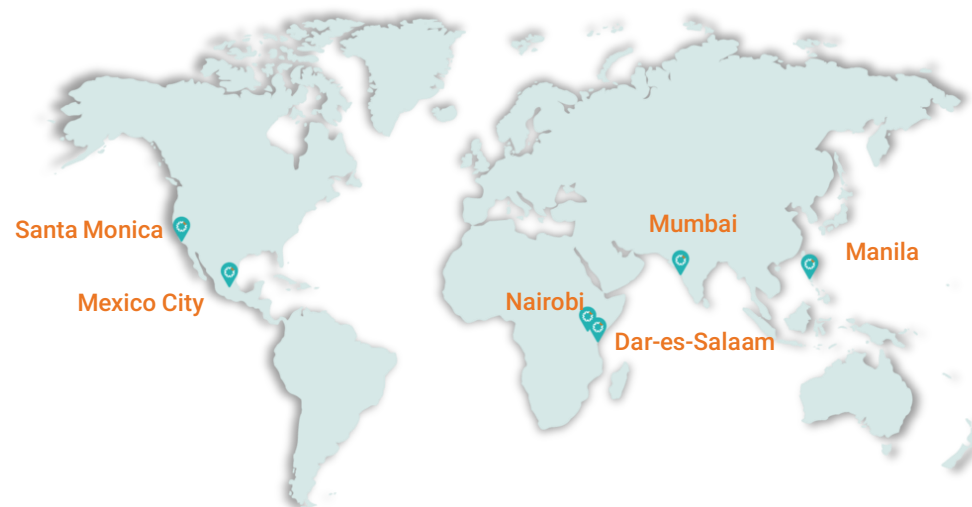 Santa Monica
Mumbai
Manila
Mexico City
Nairobi
Dar-es-Salaam